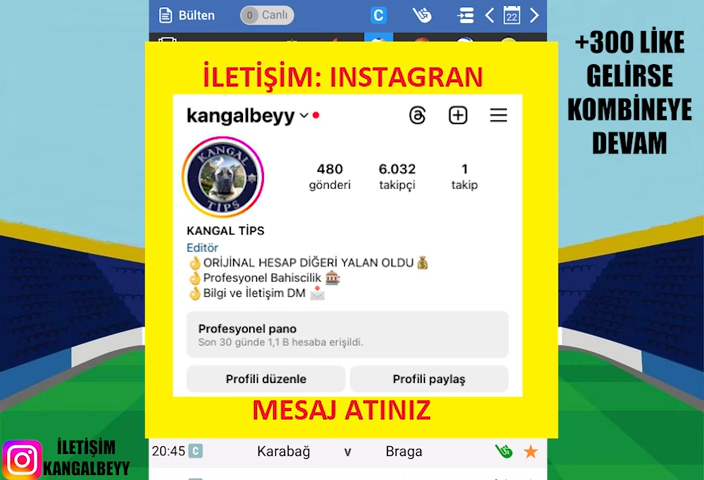 Bülten
0 Canlı
C
22
+300 LİKE
GELİRSE
KOMBİNEYE
DEVAM
İLETİŞİM: INSTAGRAN
kangalbeyy
KANGAL
TİPS
480
gönderi
6.032
takipçi
1
takip
KANGAL TİPS
Editör
👌ORİJİNAL HESAP DİĞERİ YALAN OLDU💰
👌Profesyonel Bahiscilik 🎰
👌Bilgi ve İletişim DM 📩
Profesyonel pano
Son 30 günde 1,1 B hesaba erişildi.
Profili düzenle
Profili paylaş
MESAJ ATINIZ
20:45 C Karabağ v Braga
İLETİŞİM
KANGALBEYY